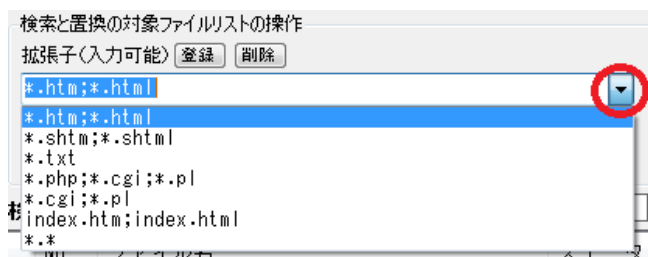 検索と置換の対象ファイルリストの操作
拡張子(入力可能) 登録 削除
*.htm;*.html
*.htm;*.html
*.shtm;*.shtml
*.txt
*.php;*.cgi;*.pl
*.cgi;*.pl
index.htm;index.html
*.*